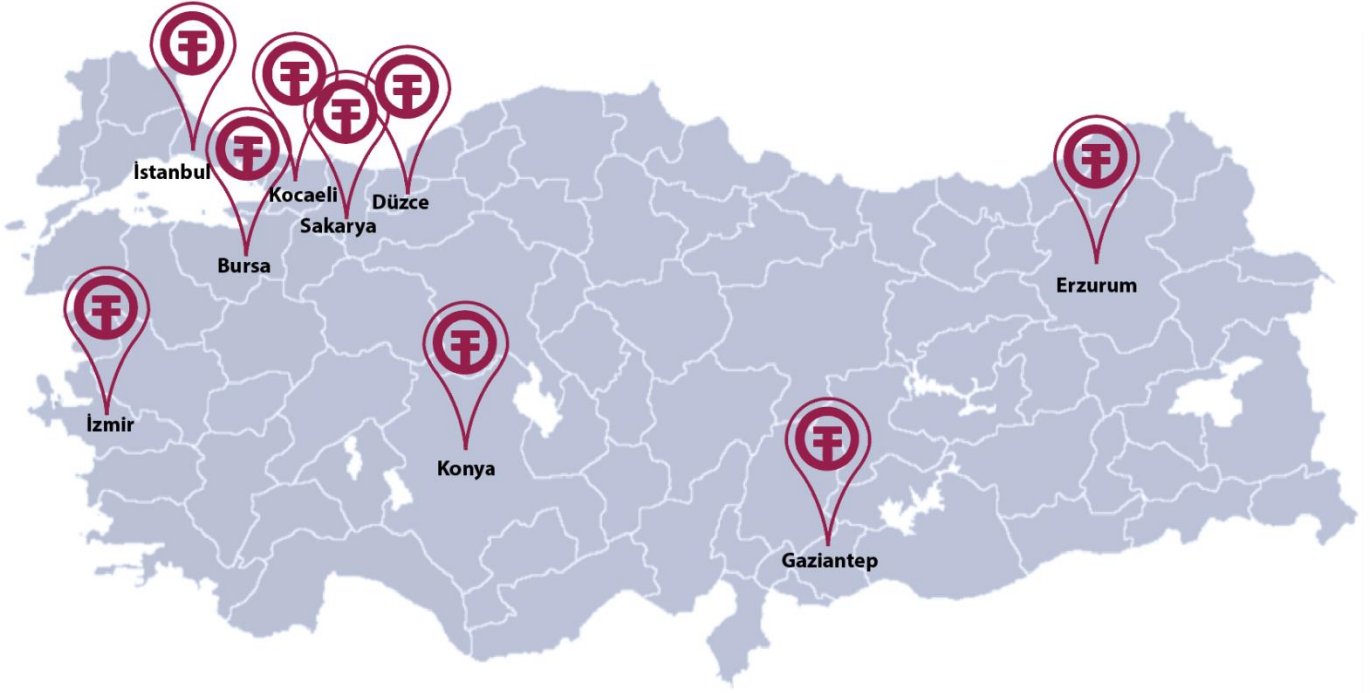 İstanbul
Kocaeli
Düzce
Sakarya
Bursa
Erzurum
İzmir
Konya
Gaziantep